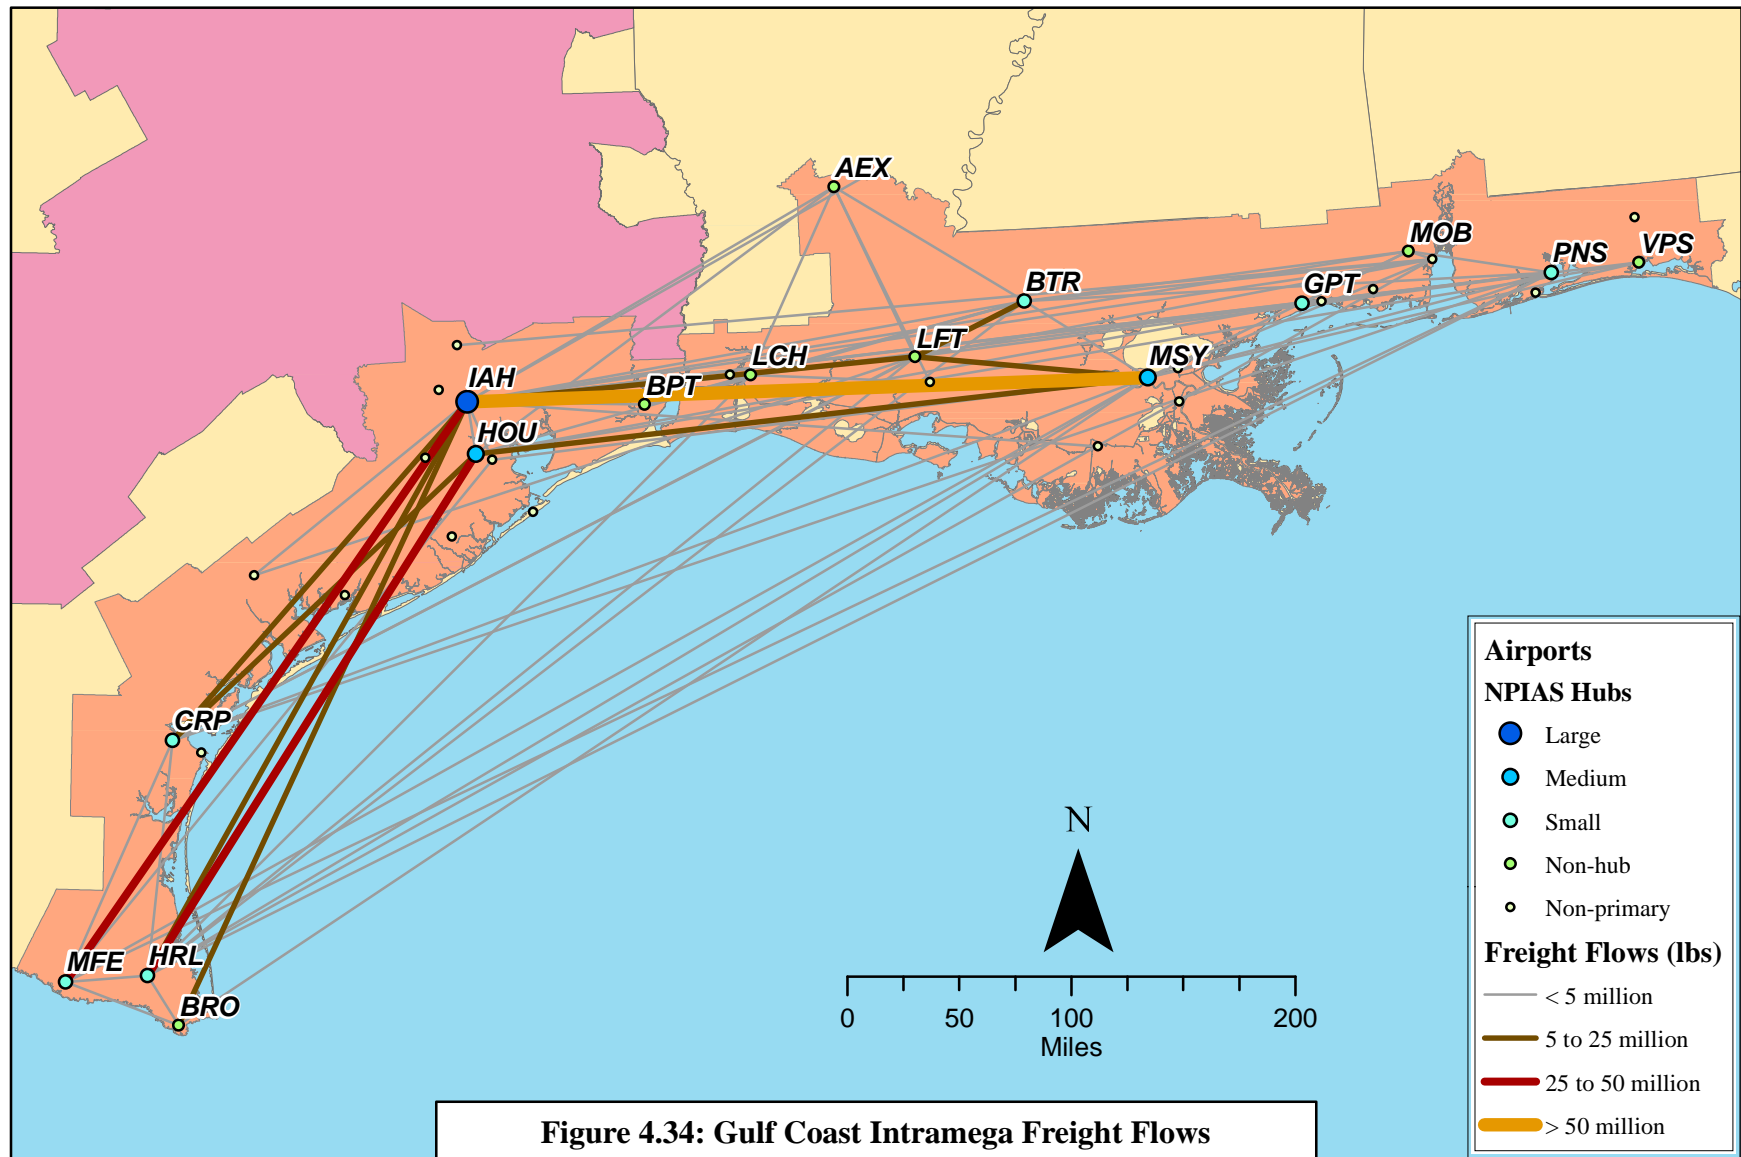 AEX
MOB
VPS
PNS
BTR
GPT
LFT
MSY
LCH
IAH
BPT
HOU
CRP
MFE
HRL
BRO
N
0
50
100
200
Miles
Airports
NPIAS Hubs
Large
Medium
Small
Non-hub
Non-primary
Freight Flows (lbs)
< 5 million
5 to 25 million
25 to 50 million
> 50 million
Figure 4.34: Gulf Coast Intramega Freight Flows